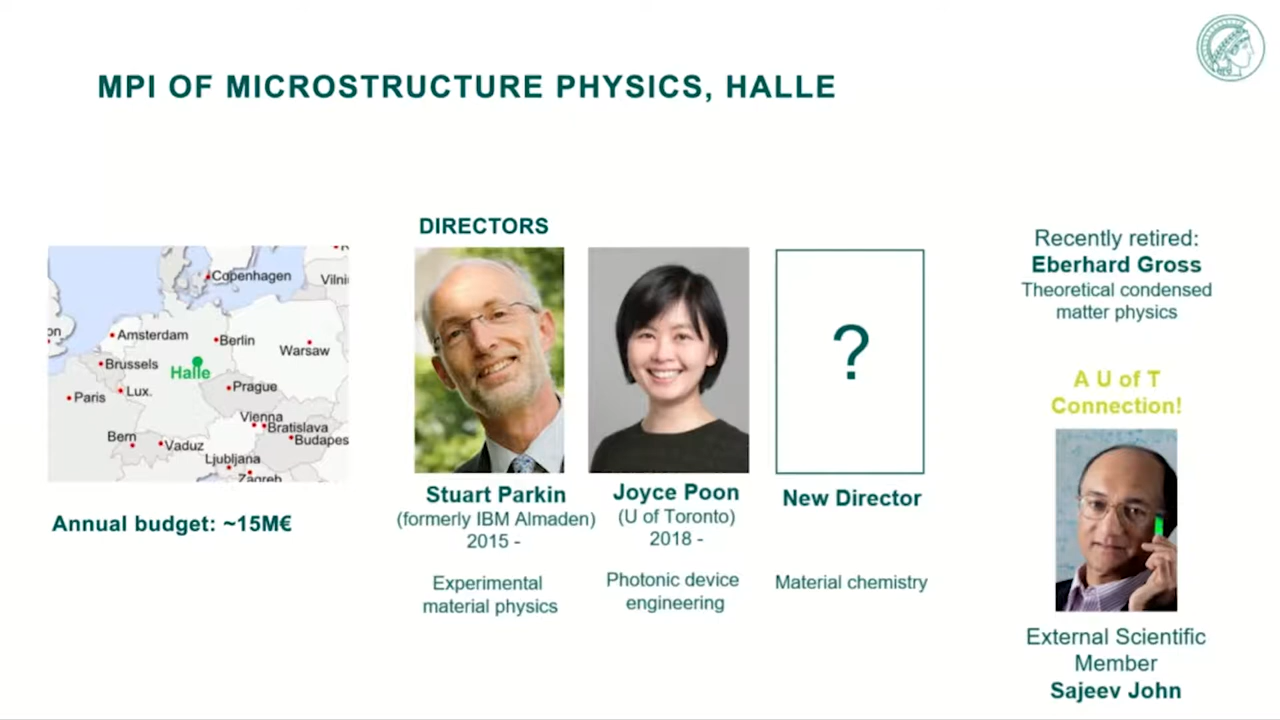 MPI OF MICROSTRUCTURE PHYSICS, HALLE
Copenhagen
Vilni
on
Amsterdam
Berlin
Warsaw
Brussels
Halle
Paris
Lux.
Prague
Vienna
Bratislava
Bern
Vaduz
Budapes
Ljubljana
Zagreb
Annual budget: ~15M€
DIRECTORS
Stuart Parkin
(formerly IBM Almaden)
2015 -
Experimental
material physics
Joyce Poon
(U of Toronto)
2018 -
Photonic device
engineering
?
New Director
Material chemistry
Recently retired:
Eberhard Gross
Theoretical condensed
matter physics
A U of T
Connection!
External Scientific
Member
Sajeev John